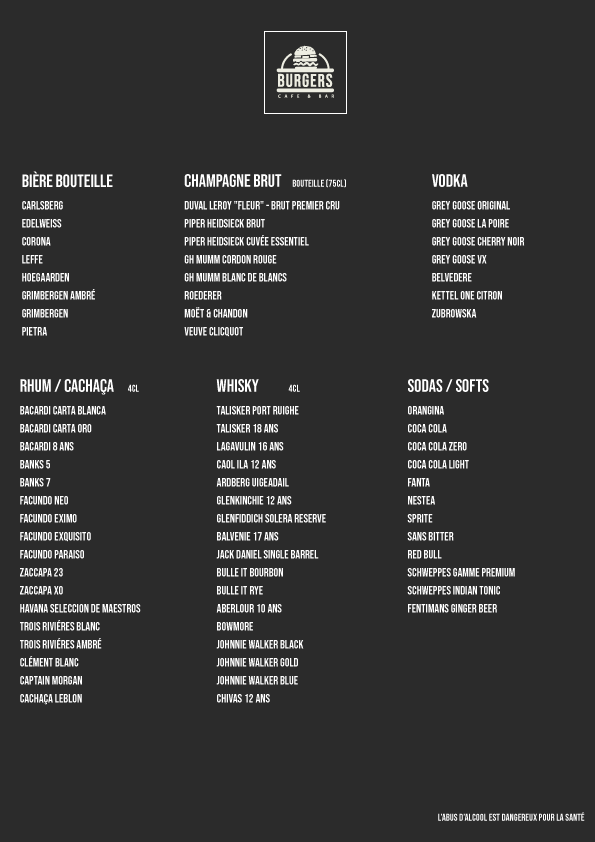 BURGERS
CAFE & BAR
BIÈRE BOUTEILLE
CARLSBERG
EDELWEISS
CORONA
LEFFE
HOEGAARDEN
GRIMBERGEN AMBRÉ
GRIMBERGEN
PIETRA
CHAMPAGNE BRUT BOUTEILLE (75CL)
DUVAL LEROY "FLEUR" - BRUT PREMIER CRU
PIPER HEIDSIECK BRUT
PIPER HEIDSIECK CUVÉE ESSENTIEL
GH MUMM CORDON ROUGE
GH MUMM BLANC DE BLANCS
ROEDERER
MOËT & CHANDON
VEUVE CLICQUOT
VODKA
GREY GOOSE ORIGINAL
GREY GOOSE LA POIRE
GREY GOOSE CHERRY NOIR
GREY GOOSE VX
BELVEDERE
KETTEL ONE CITRON
ZUBROWSKA
RHUM / CACHAÇA 4CL
BACARDI CARTA BLANCA
BACARDI CARTA ORO
BACARDI 8 ANS
BANKS 5
BANKS 7
FACUNDO NEO
FACUNDO EXIMO
FACUNDO EXQUISITO
FACUNDO PARAISO
ZACCAPA 23
ZACCAPA XO
HAVANA SELECCION DE MAESTROS
TROIS RIVIÉRES BLANC
TROIS RIVIÉRES AMBRÉ
CLÉMENT BLANC
CAPTAIN MORGAN
CACHAÇA LEBLON
WHISKY 4CL
TALISKER PORT RUIGHE
TALISKER 18 ANS
LAGAVULIN 16 ANS
CAOL ILA 12 ANS
ARDBERG UIGEADAIL
GLENKINCHIE 12 ANS
GLENFIDDICH SOLERA RESERVE
BALVENIE 17 ANS
JACK DANIEL SINGLE BARREL
BULLE IT BOURBON
BULLE IT RYE
ABERLOUR 10 ANS
BOWMORE
JOHNNIE WALKER BLACK
JOHNNIE WALKER GOLD
JOHNNIE WALKER BLUE
CHIVAS 12 ANS
SODAS / SOFTS
ORANGINA
COCA COLA
COCA COLA ZERO
COCA COLA LIGHT
FANTA
NESTEA
SPRITE
SANS BITTER
RED BULL
SCHWEPPES GAMME PREMIUM
SCHWEPPES INDIAN TONIC
FENTIMANS GINGER BEER
L'ABUS D'ALCOOL EST DANGEREUX POUR LA SANTÉ